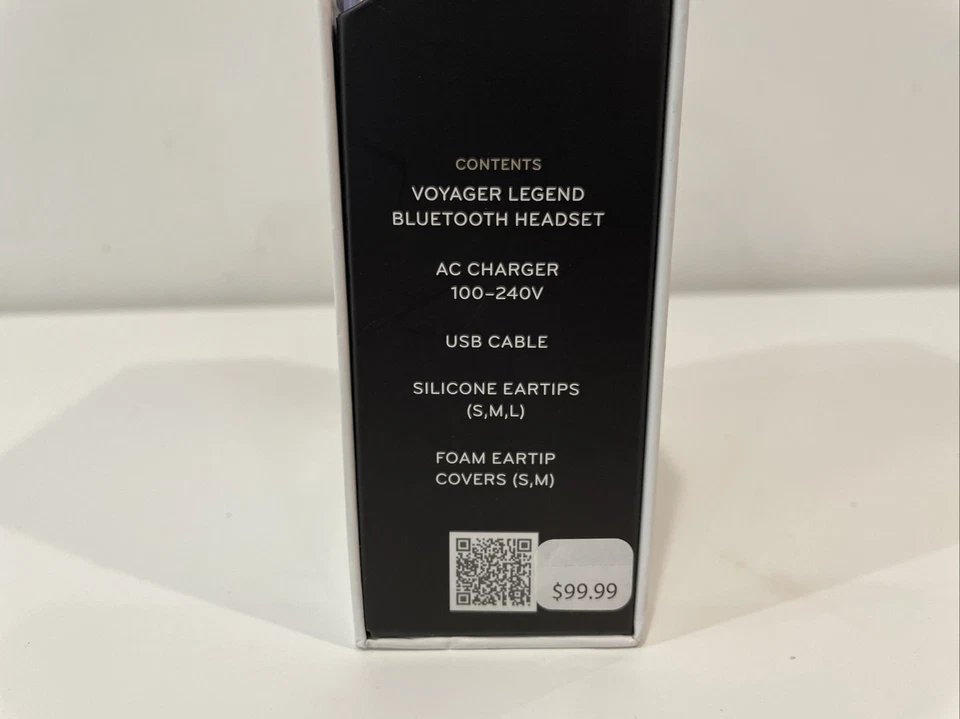 CONTENTS
VOYAGER LEGEND
BLUETOOTH HEADSET
AC CHARGER
100–240V
USB CABLE
SILICONE EARTIPS
(S,M,L)
FOAM EARTIP
COVERS (S,M)
$99.99